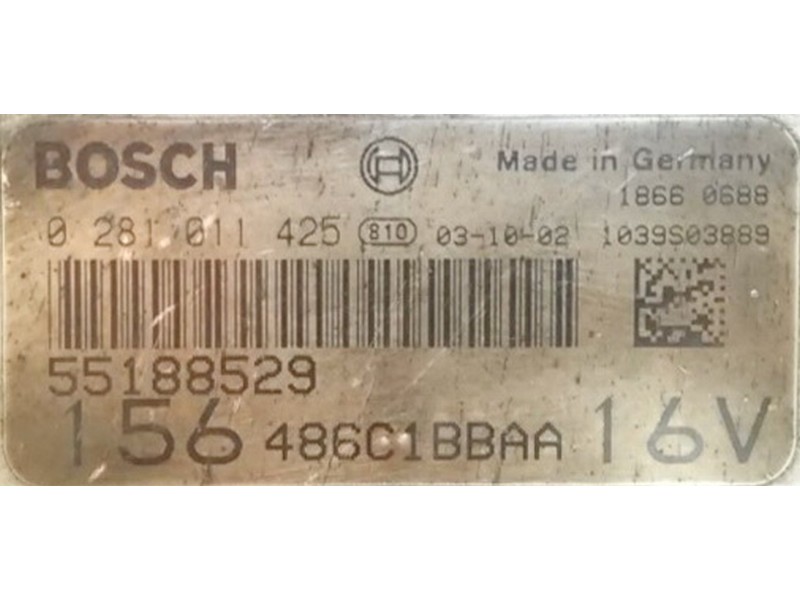 BOSCH Made in Germany
1866 0688
0 281 011 425 810 03-10-02 1039S03889
55188529
156 486C1BBAA 16V